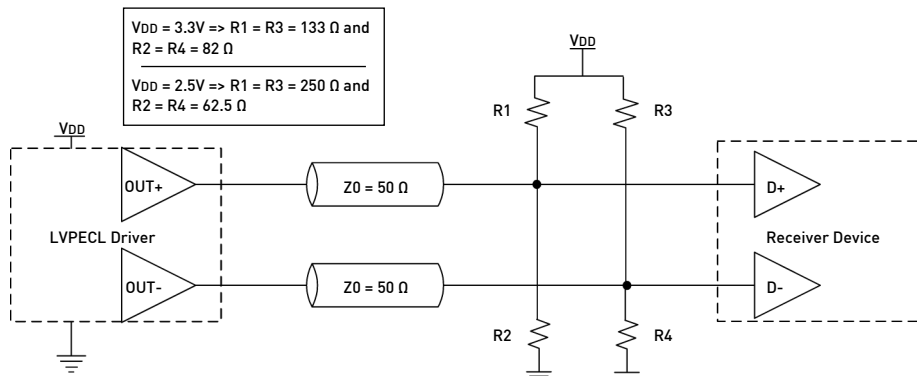 VDD = 3.3V => R1 = R3 = 133 Ω and
R2 = R4 = 82 Ω
VDD = 2.5V => R1 = R3 = 250 Ω and
R2 = R4 = 62.5 Ω
VDD
R1
R3
VDD
OUT+
Z0 = 50 Ω
D+
LVPECL Driver
Receiver Device
OUT-
Z0 = 50 Ω
D-
R2
R4